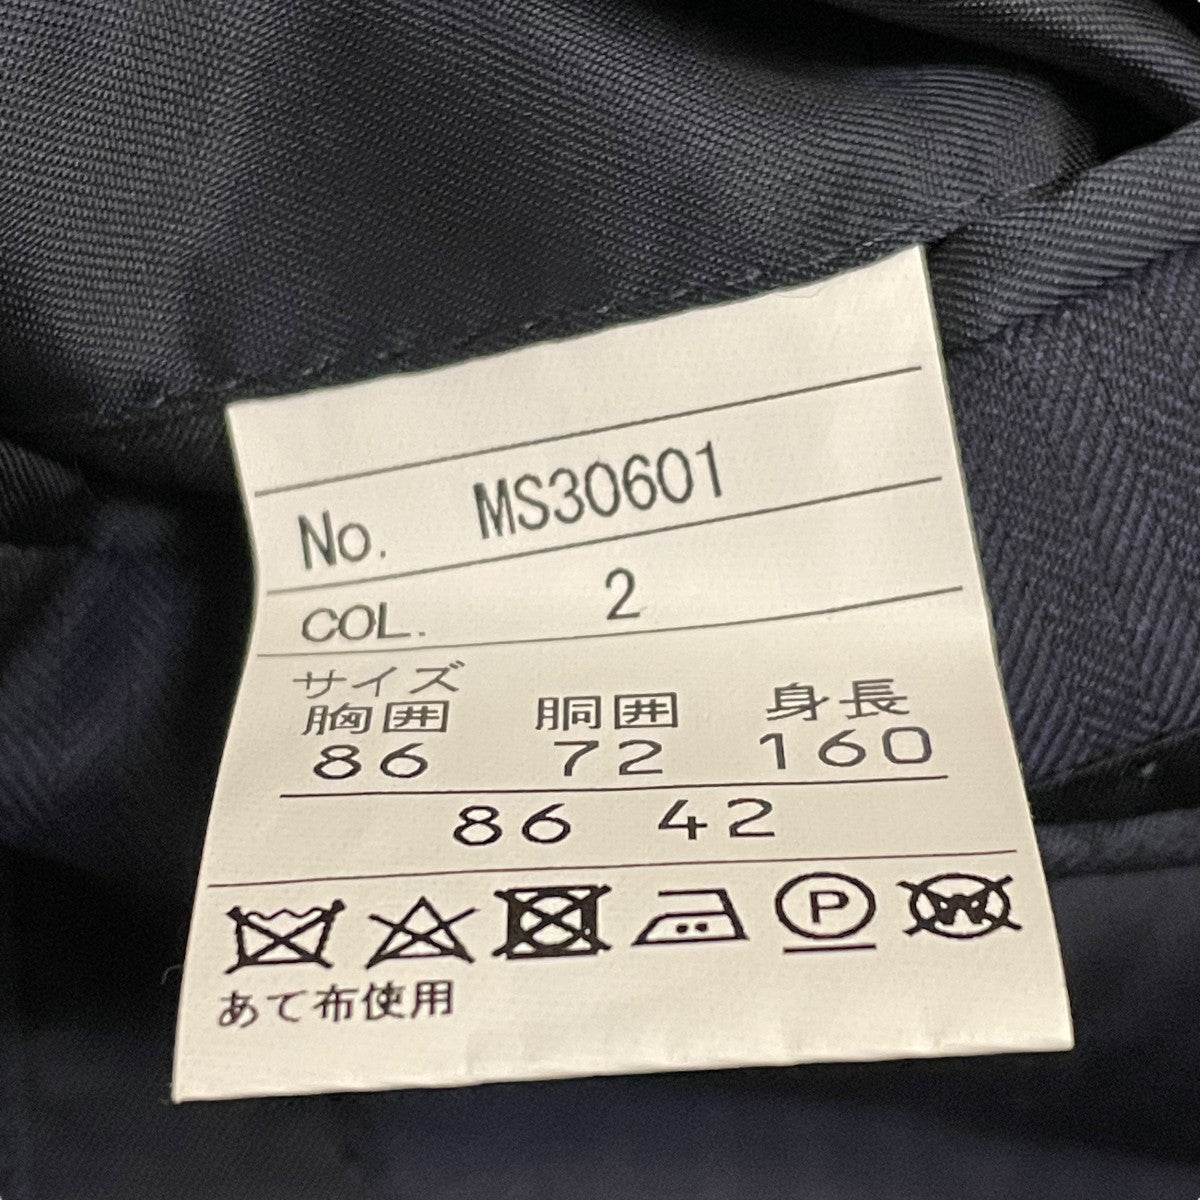 No. MS30601
COL. 2
サイズ
胸囲 胴囲 身長
86 72 160
86 42
P W
あて布使用